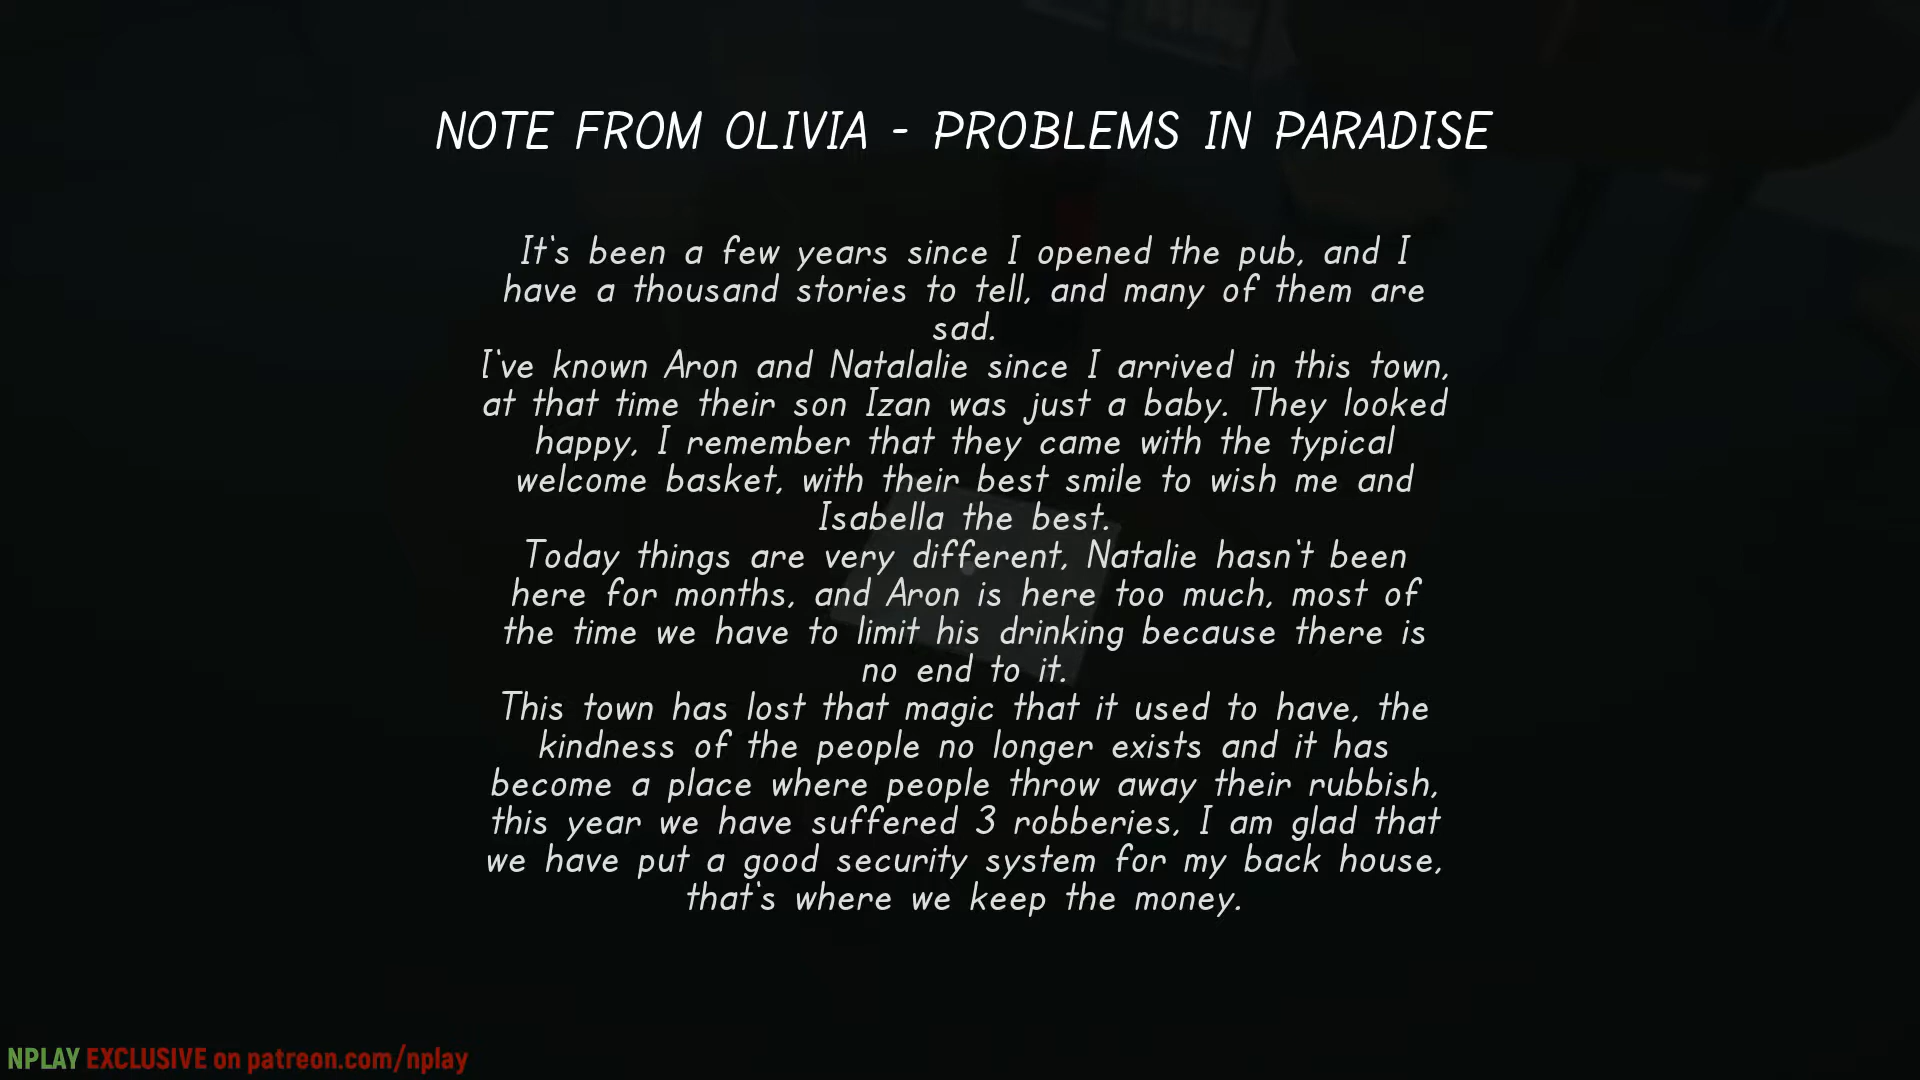 NOTE FROM OLIVIA - PROBLEMS IN PARADISE
It's been a few years since I opened the pub, and I
have a thousand stories to tell, and many of them are
sad.
I've known Aron and Natalalie since I arrived in this town,
at that time their son Izan was just a baby. They looked
happy, I remember that they came with the typical
welcome basket, with their best smile to wish me and
Isabella the best.
Today things are very different, Natalie hasn't been
here for months, and Aron is here too much, most of
the time we have to limit his drinking because there is
no end to it.
This town has lost that magic that it used to have, the
kindness of the people no longer exists and it has
become a place where people throw away their rubbish,
this year we have suffered 3 robberies, I am glad that
we have put a good security system for my back house,
that's where we keep the money.
NPLAY EXCLUSIVE on patreon.com/nplay